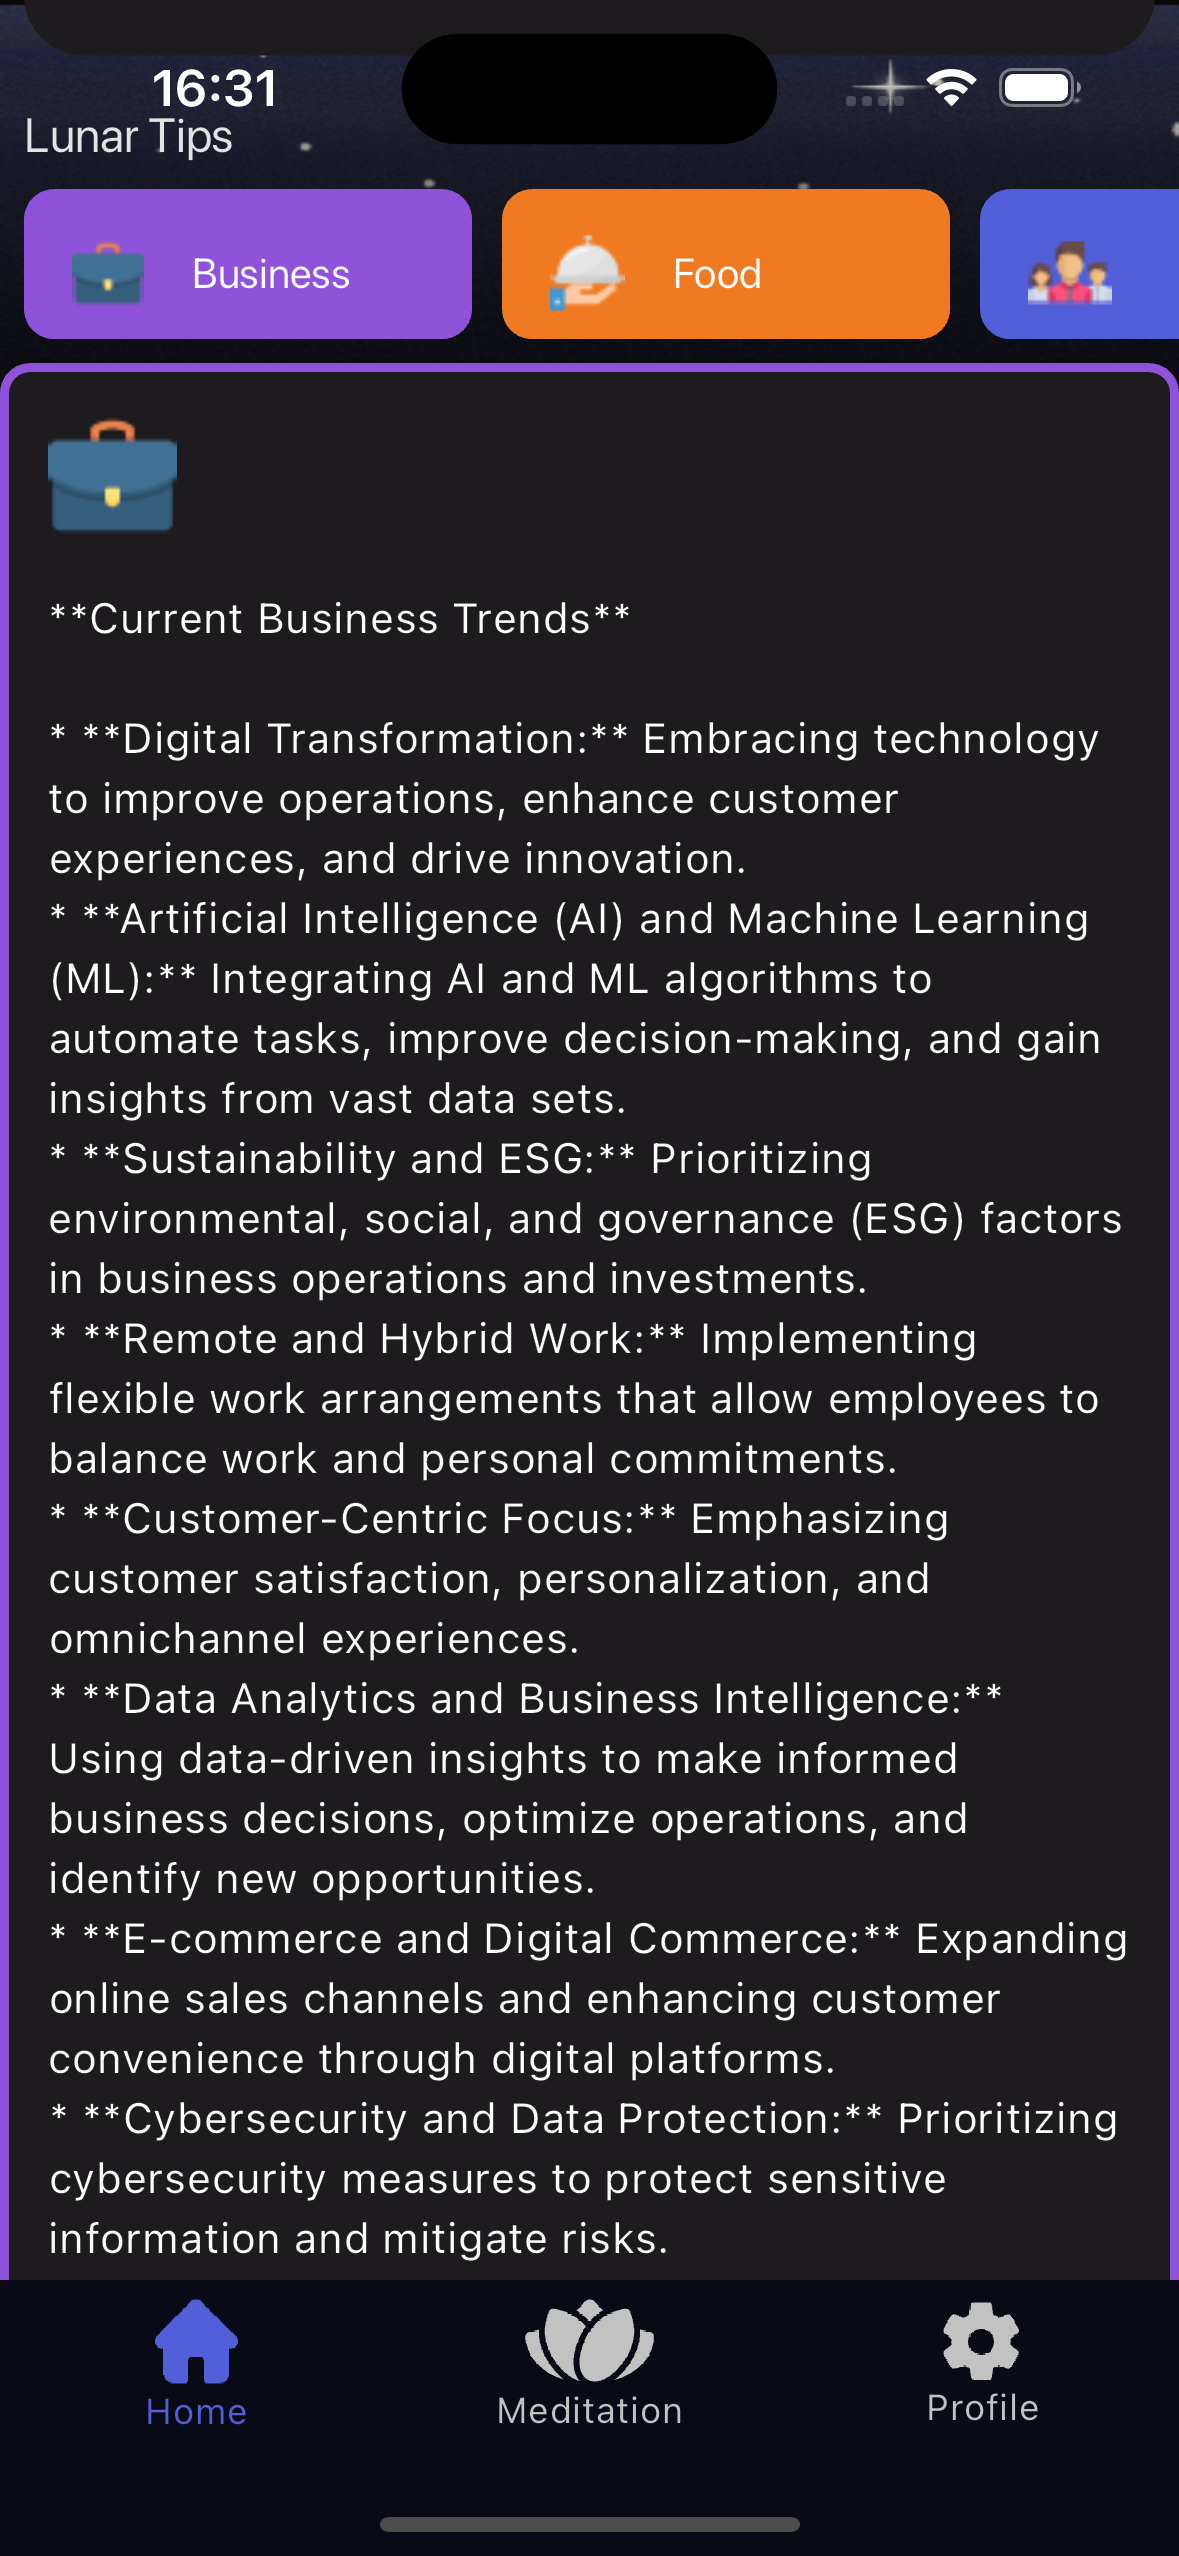 16:31
Lunar Tips
Business
Food
**Current Business Trends**
* **Digital Transformation:** Embracing technology
to improve operations, enhance customer
experiences, and drive innovation.
* **Artificial Intelligence (AI) and Machine Learning
(ML):** Integrating AI and ML algorithms to
automate tasks, improve decision-making, and gain
insights from vast data sets.
* **Sustainability and ESG:** Prioritizing
environmental, social, and governance (ESG) factors
in business operations and investments.
* **Remote and Hybrid Work:** Implementing
flexible work arrangements that allow employees to
balance work and personal commitments.
* **Customer-Centric Focus:** Emphasizing
customer satisfaction, personalization, and
omnichannel experiences.
* **Data Analytics and Business Intelligence:**
Using data-driven insights to make informed
business decisions, optimize operations, and
identify new opportunities.
* **E-commerce and Digital Commerce:** Expanding
online sales channels and enhancing customer
convenience through digital platforms.
* **Cybersecurity and Data Protection:** Prioritizing
cybersecurity measures to protect sensitive
information and mitigate risks.
Home
Meditation
Profile